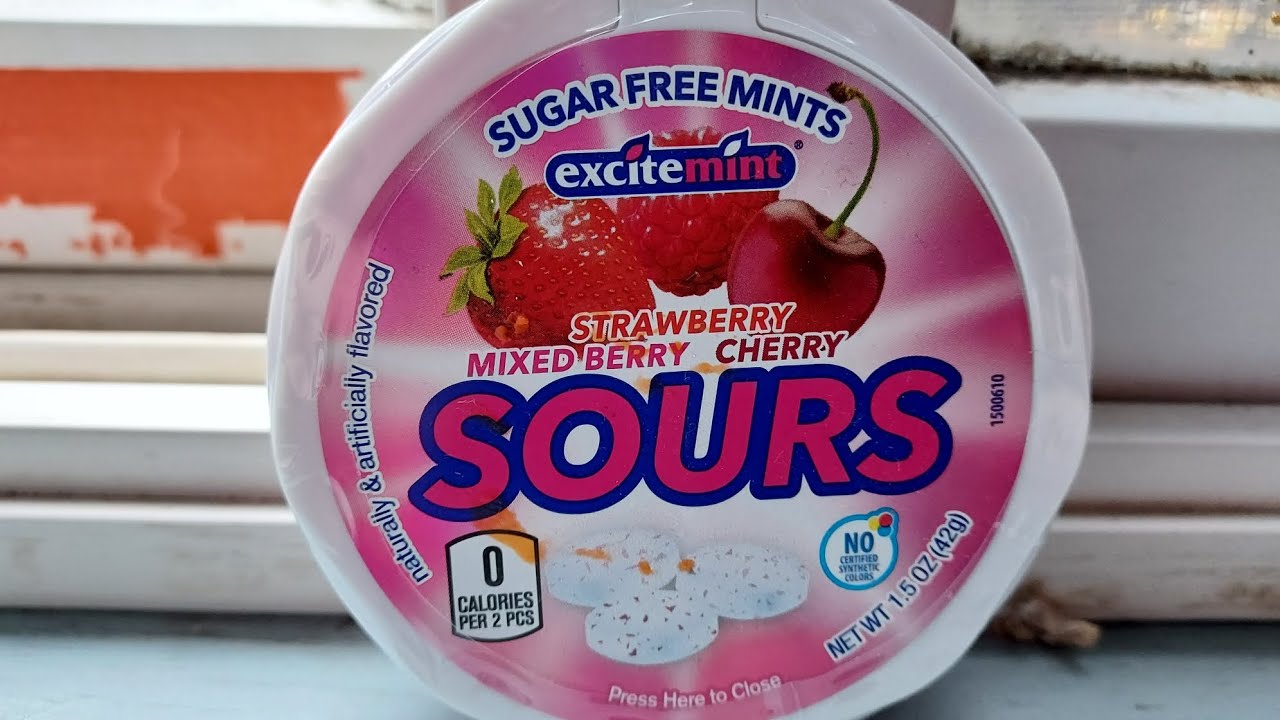 SUGAR FREE MINTS
excitemint®
STRAWBERRY
MIXED BERRY CHERRY
SOURS
naturally & artificially flavored
1500610
0
CALORIES
PER 2 PCS
NO
CERTIFIED
SYNTHETIC
COLORS
NET WT 1.5 OZ (42g)
Press Here to Close